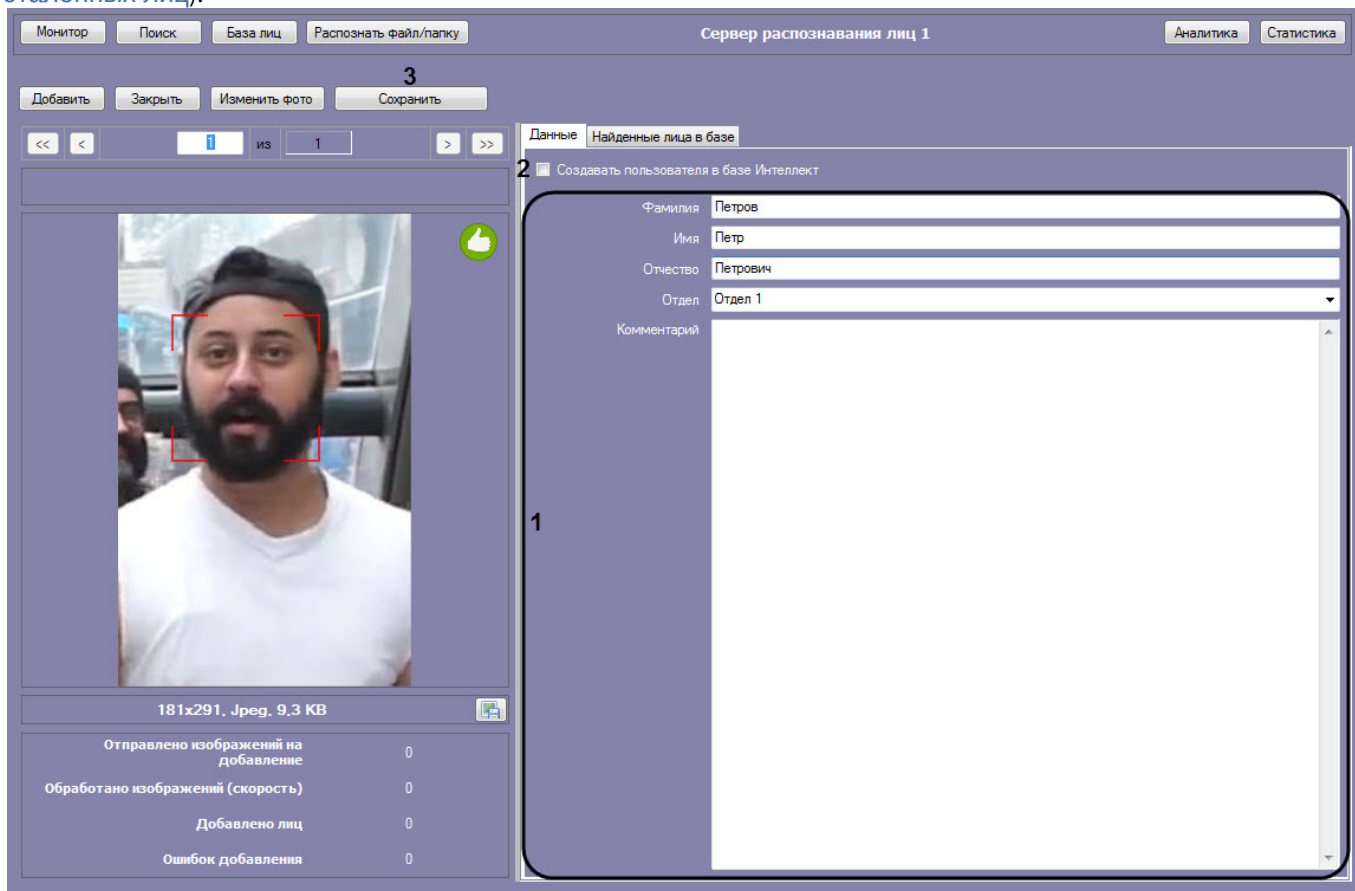 эталонных лиц).
Монитор Поиск База лиц Распознать файл/папку Сервер распознавания лиц 1 Аналитика Статистика
3
Добавить Закрыть Изменить фото Сохранить
<< < 1 из 1 > >>
Данные Найденные лица в базе
2 Создавать пользователя в базе Интеллект
Фамилия Петров
Имя Петр
Отчество Петрович
Отдел Отдел 1
Комментарий
1
181x291, Jpeg, 9,3 KB
Отправлено изображений на
добавление 0
Обработано изображений (скорость) 0
Добавлено лиц 0
Ошибок добавления 0